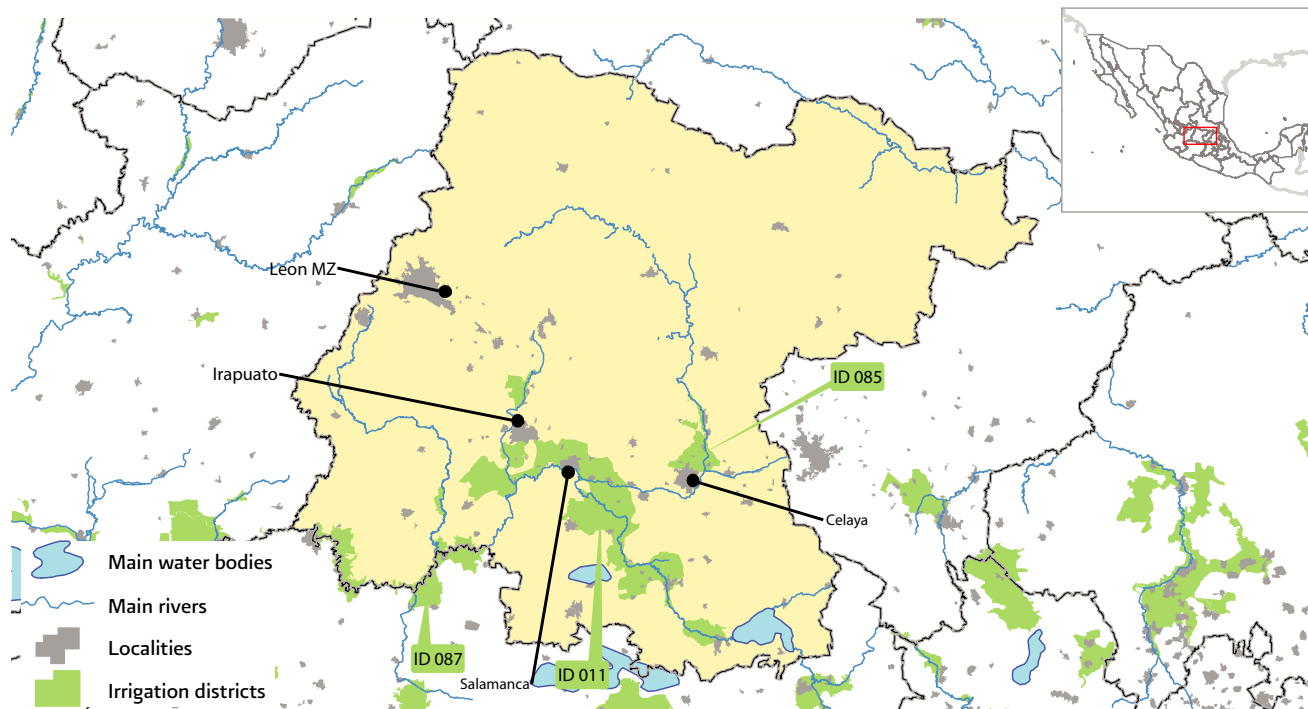 Leon MZ
Irapuato
ID 085
Celaya
Main water bodies
Main rivers
Localities
ID 087
Salamanca
ID 011
Irrigation districts